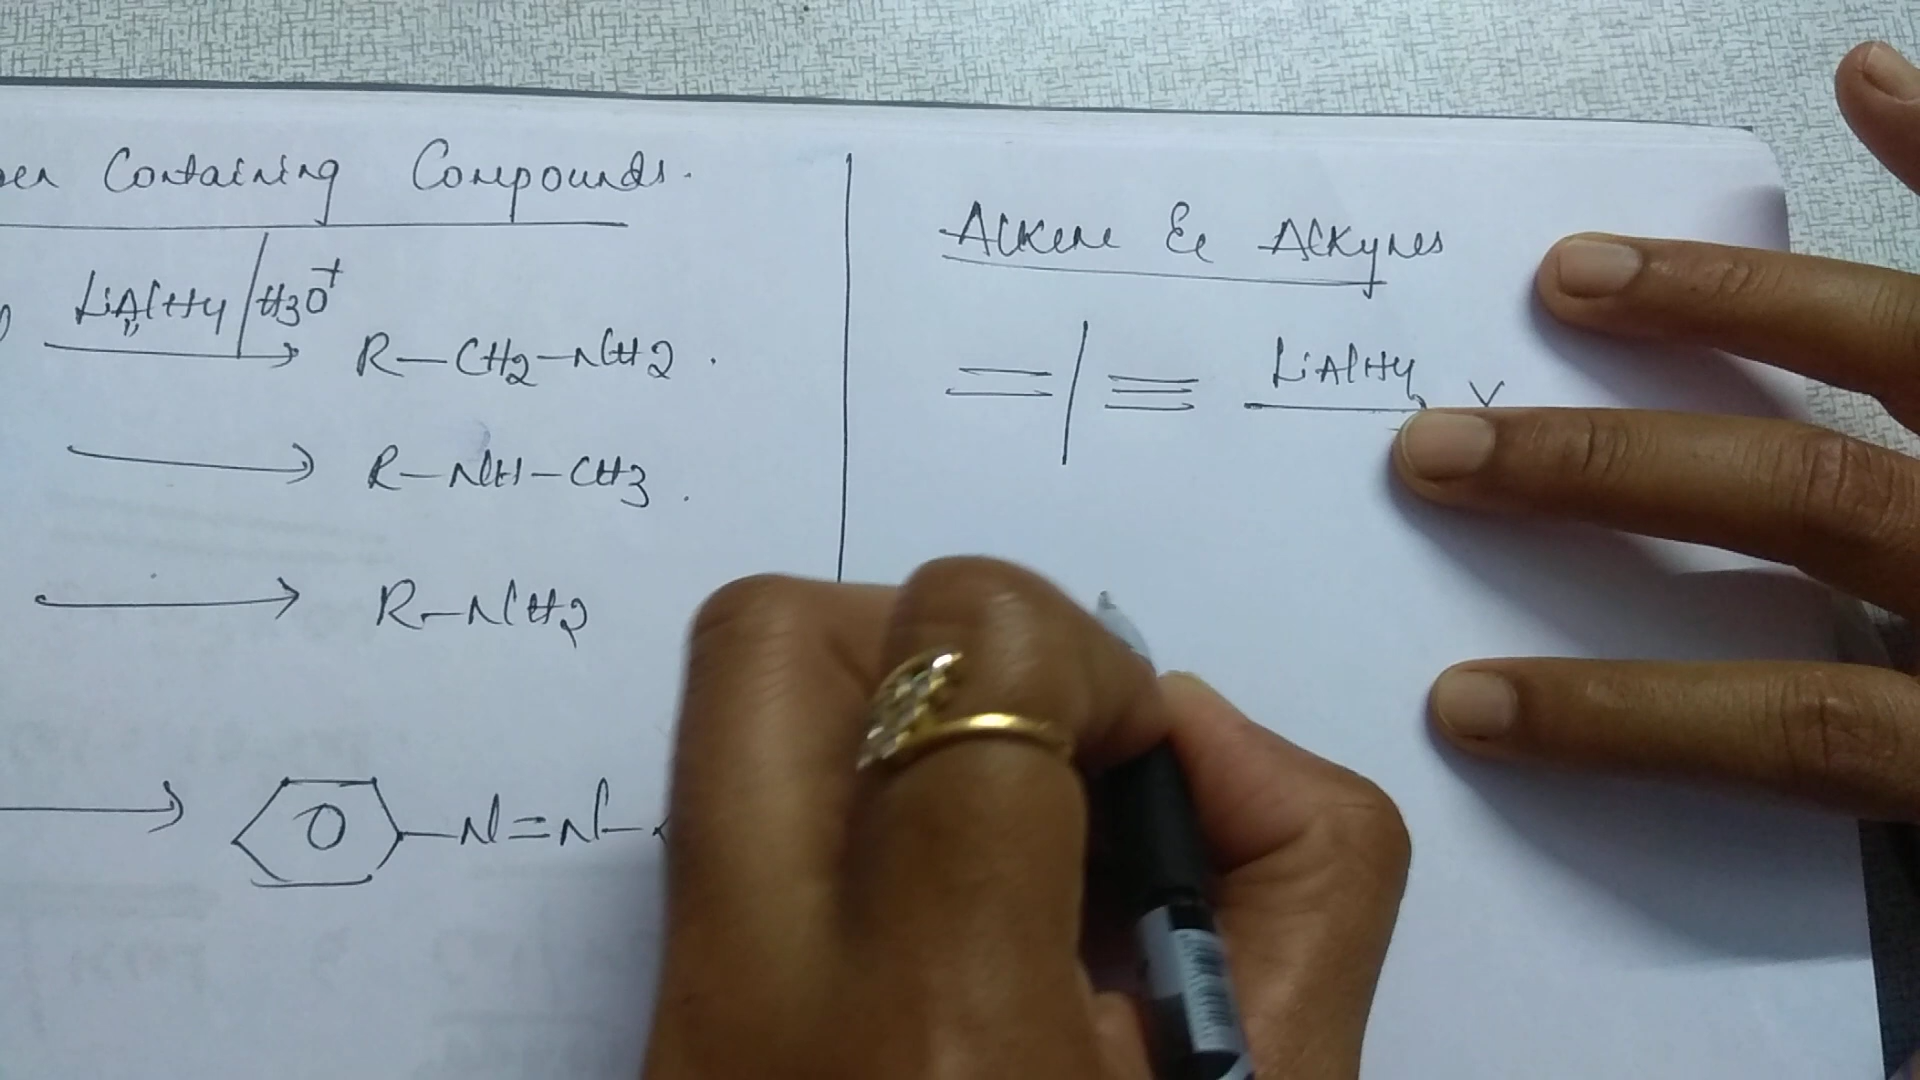 Containing Compounds.
LiAlH4/H3O+
R-CH2-NH2.
R-NH-CH3.
R-NH2
N=N-
Alkene & Alkynes
=/≡ LiAlH4 X